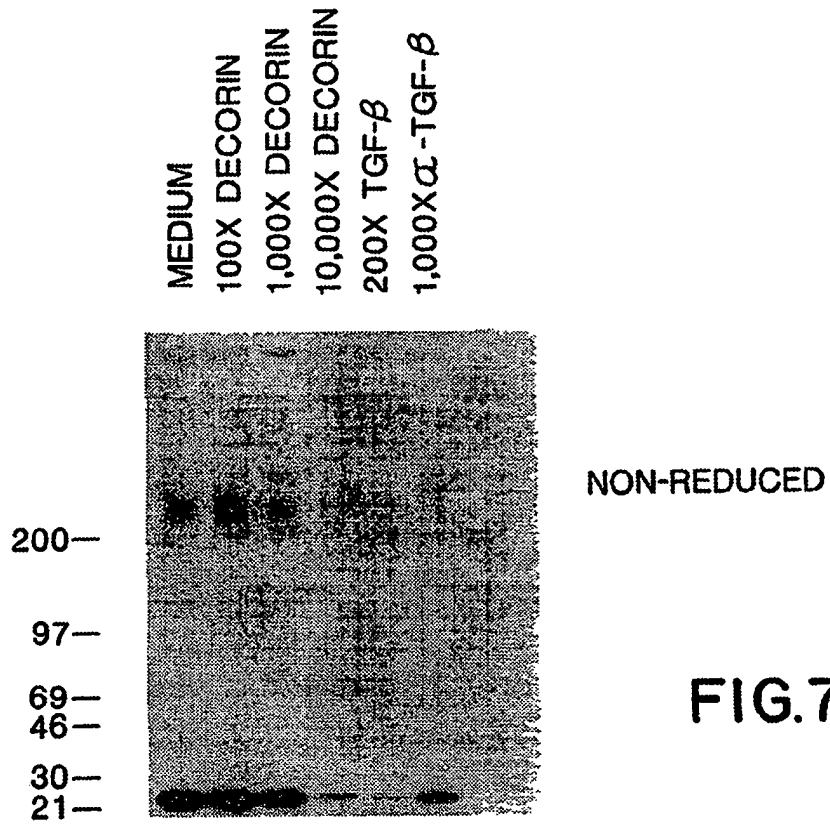 MEDIUM
100X DECORIN
1,000X DECORIN
10,000X DECORIN
200X TGF-β
1,000X α-TGF-β
NON-REDUCED
200—
97—
69—
46—
30—
21—
FIG.7